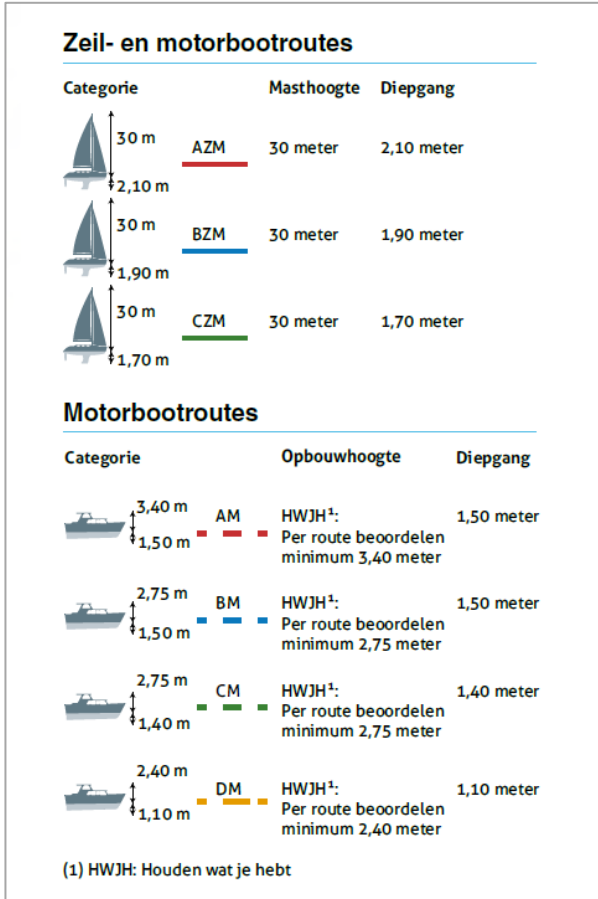 Zeil- en motorbootroutes
Categorie Masthoogte Diepgang
30 m
AZM 30 meter 2,10 meter
2,10 m
30 m
BZM 30 meter 1,90 meter
1,90 m
30 m
CZM 30 meter 1,70 meter
1,70 m
Motorbootroutes
Categorie Opbouwhoogte Diepgang
3,40 m AM HWJH¹: 1,50 meter
1,50 m Per route beoordelen
minimum 3,40 meter
2,75 m BM HWJH¹: 1,50 meter
1,50 m Per route beoordelen
minimum 2,75 meter
2,75 m CM HWJH¹: 1,40 meter
1,40 m Per route beoordelen
minimum 2,75 meter
2,40 m
DM HWJH¹: 1,10 meter
1,10 m Per route beoordelen
minimum 2,40 meter
(1) HWJH: Houden wat je hebt